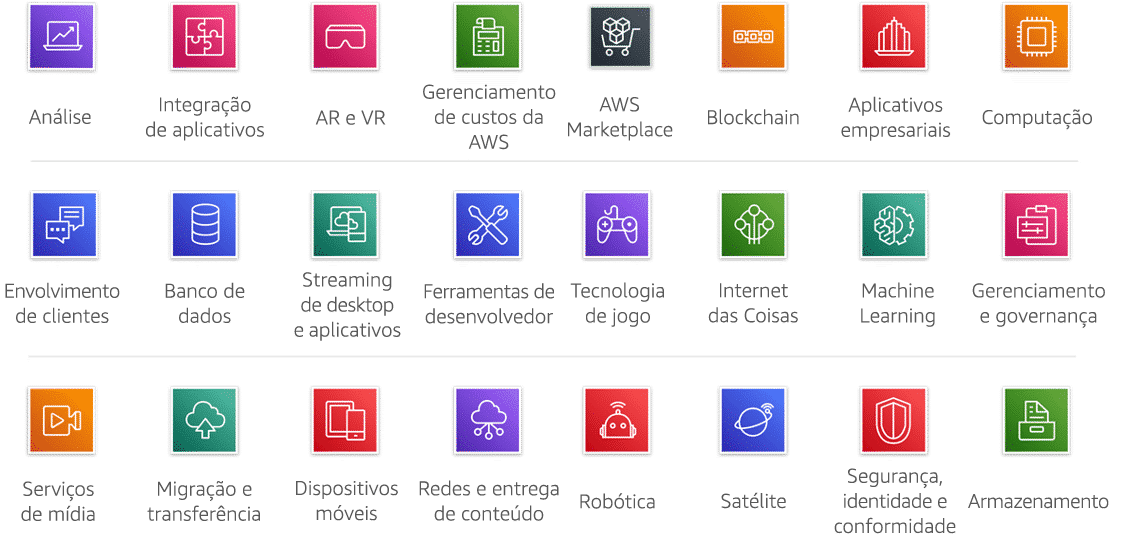 Análise
Integração
de aplicativos
AR e VR
Gerenciamento
de custos da
AWS
AWS
Marketplace
Blockchain
Aplicativos
empresariais
Computação
Envolvimento
de clientes
Banco de
dados
Streaming
de desktop
e aplicativos
Ferramentas de
desenvolvedor
Tecnologia
de jogo
Internet
das Coisas
Machine
Learning
Gerenciamento
e governança
Serviços
de mídia
Migração e
transferência
Dispositivos
móveis
Redes e entrega
de conteúdo
Robótica
Satélite
Segurança,
identidade e
conformidade
Armazenamento